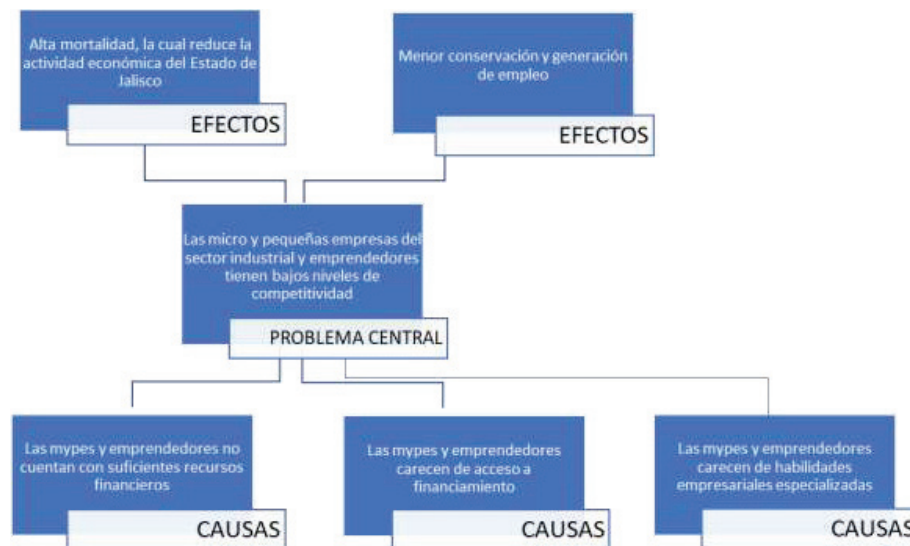 Alta mortalidad, la cual reduce la
actividad económica del Estado de
Jalisco
EFECTOS
Menor conservación y generación
de empleo
EFECTOS
Las micro y pequeñas empresas del
sector industrial y emprendedores
tienen bajos niveles de
competitividad
PROBLEMA CENTRAL
Las mypes y emprendedores no
cuentan con suficientes recursos
financieros
CAUSAS
Las mypes y emprendedores
carecen de acceso a
financiamiento
CAUSAS
Las mypes y emprendedores
carecen de habilidades
empresariales especializadas
CAUSAS